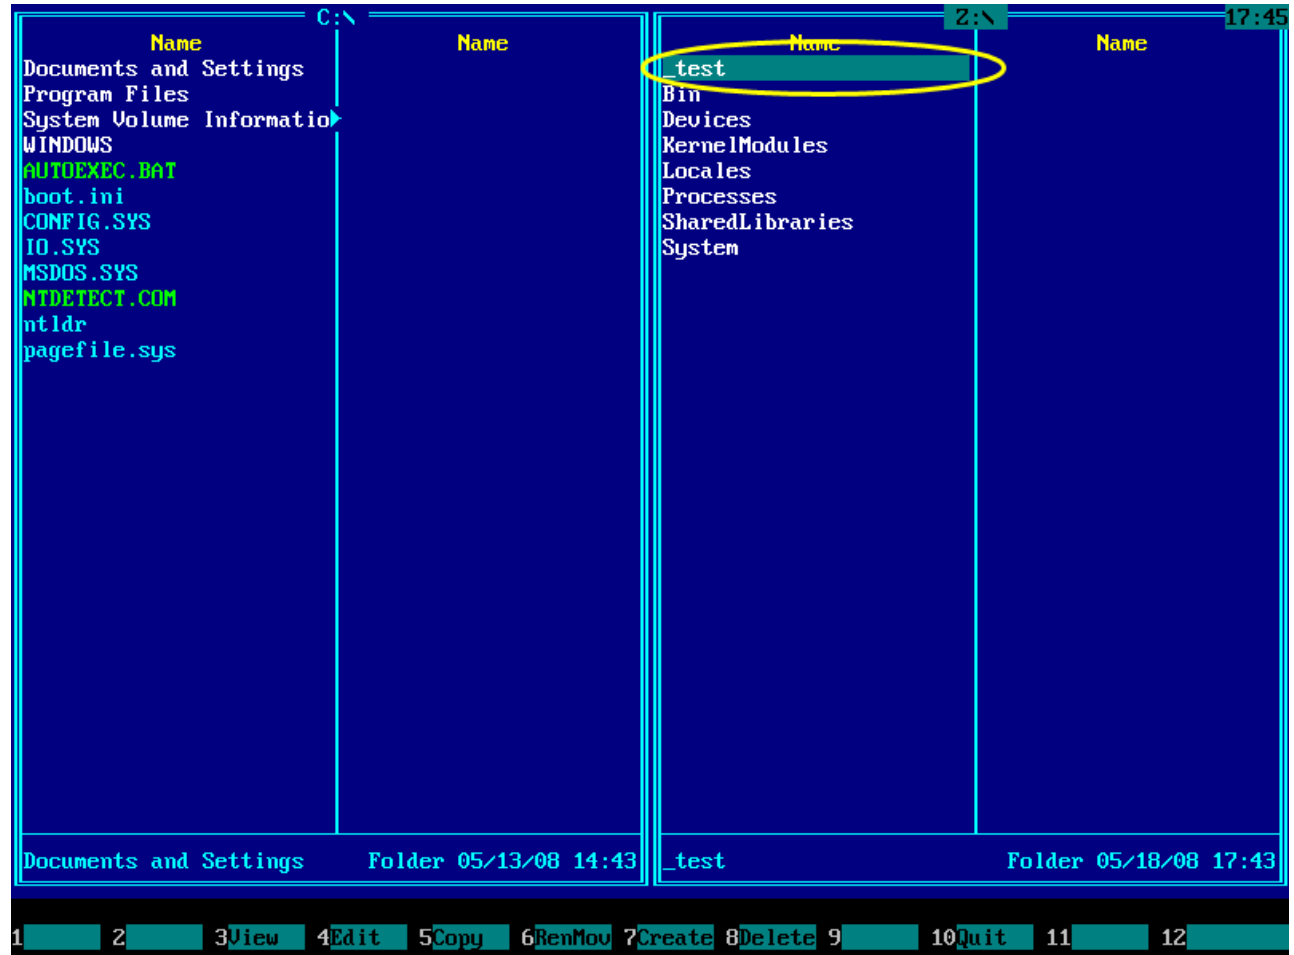 C:\
Name Name
Documents and Settings
Program Files
System Volume Informatio
WINDOWS
AUTOEXEC.BAT
boot.ini
CONFIG.SYS
IO.SYS
MSDOS.SYS
NTDETECT.COM
ntldr
pagefile.sys
Documents and Settings Folder 05/13/08 14:43
Z:\ 17:45
Name Name
_test
Bin
Devices
KernelModules
Locales
Processes
SharedLibraries
System
_test Folder 05/18/08 17:43
1 2 3View 4Edit 5Copy 6RenMov 7Create 8Delete 9 10Quit 11 12